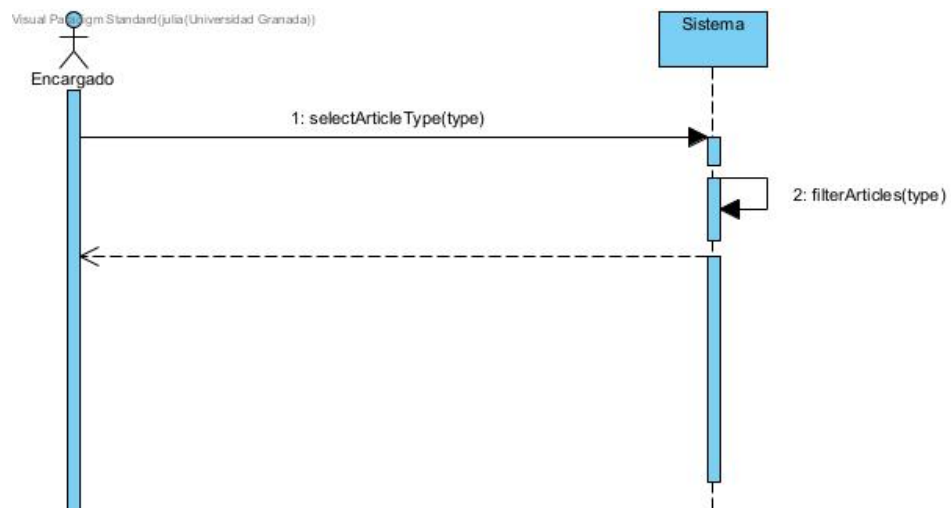 Visual Paradigm Standard(julia(Universidad Granada))
Sistema
Encargado
1: selectArticleType(type)
2: filterArticles(type)